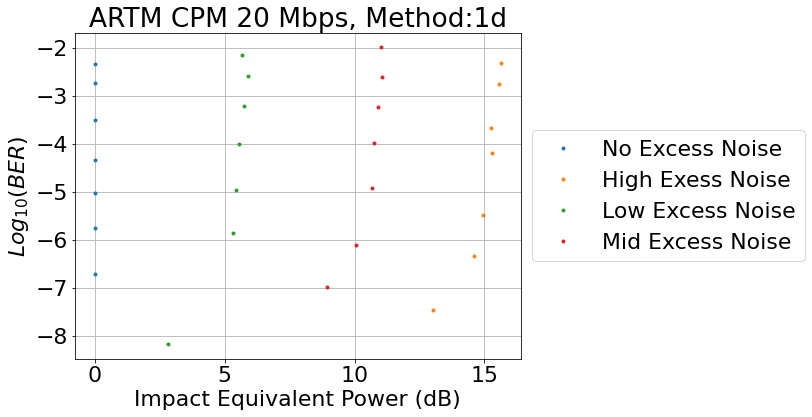 ARTM CPM 20 Mbps, Method:1d
−2
−3
−4
−5
−6
−7
−8
Log₁₀(BER)
0 5 10 15
Impact Equivalent Power (dB)
No Excess Noise
High Exess Noise
Low Excess Noise
Mid Excess Noise